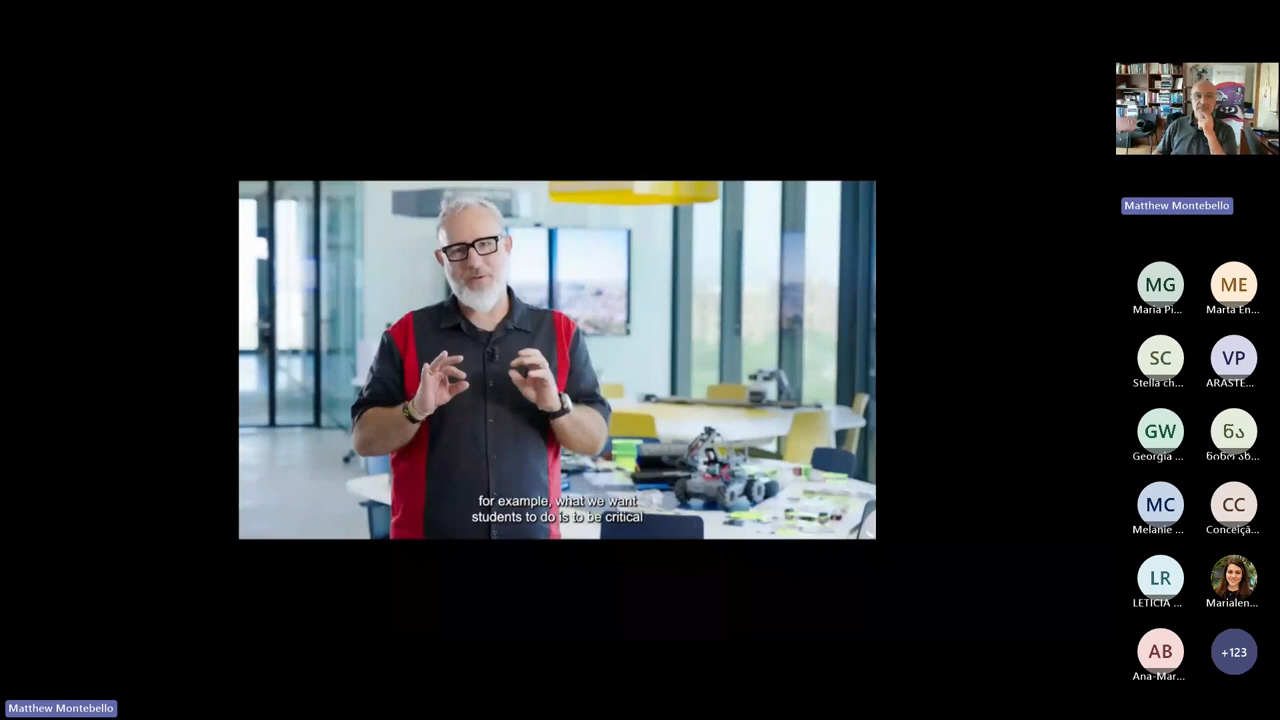 for example, what we want
students to do is to be critical
Matthew Montebello
MG
Maria Pi...
ME
Marta En...
SC
Stella ch...
VP
ARASTE...
GW
Georgia ...
ნა
ნინო ან...
MC
Melanie ...
CC
Conceiçã...
LR
LETICIA ...
Marialen...
AB
Ana-Mar...
+123
Matthew Montebello